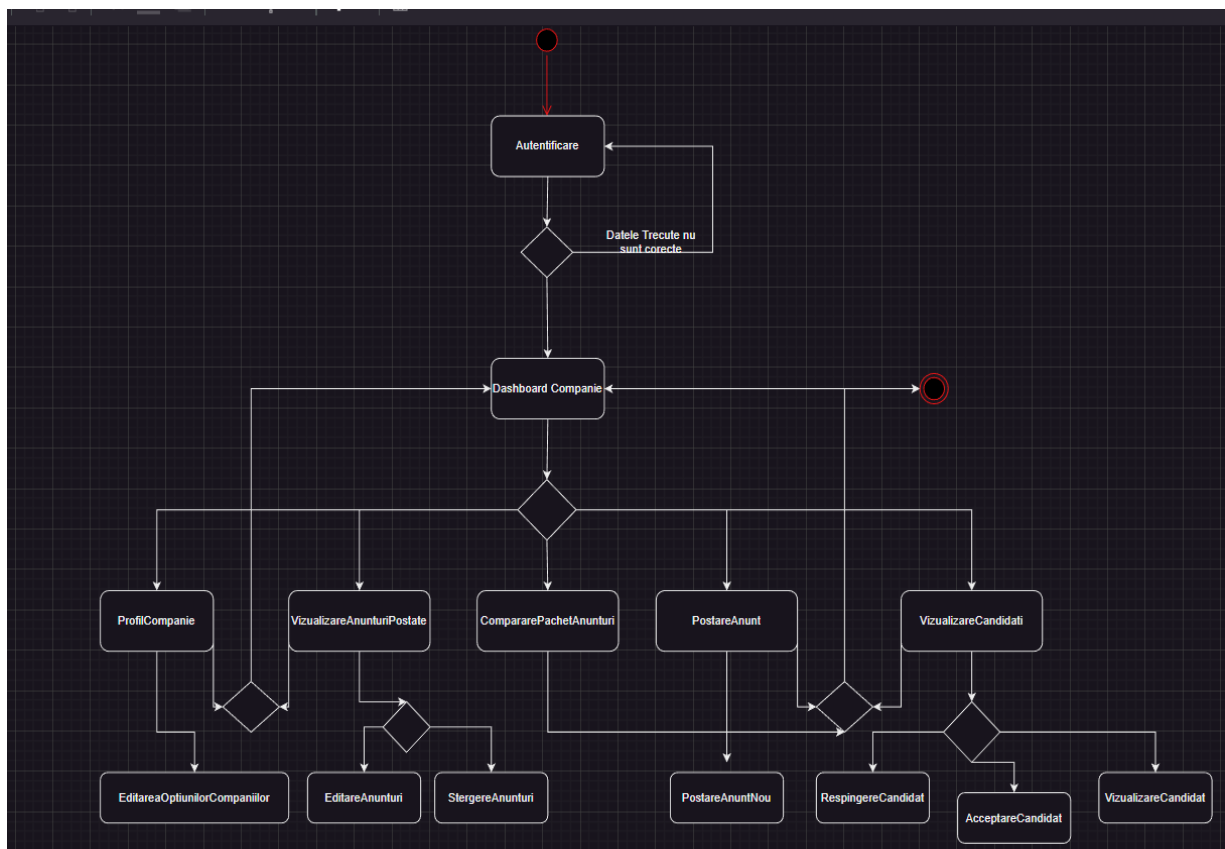 Autentificare
Datele Trecute nu
sunt corecte
Dashboard Companie
ProfilCompanie
VizualizareAnunturiPostate
CompararePachetAnunturi
PostareAnunt
VizualizareCandidati
EditareaOptiunilorCompaniilor
EditareAnunturi
StergereAnunturi
PostareAnuntNou
RespingereCandidat
AcceptareCandidat
VizualizareCandidat